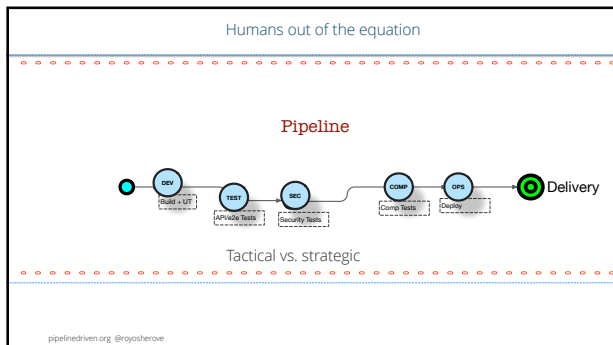 Humans out of the equation
Pipeline
DEV
Build + UT
TEST
API/e2e Tests
SEC
Security Tests
COMP
Comp Tests
OPS
Deploy
Delivery
Tactical vs. strategic
pipelinedriven.org @royosherove